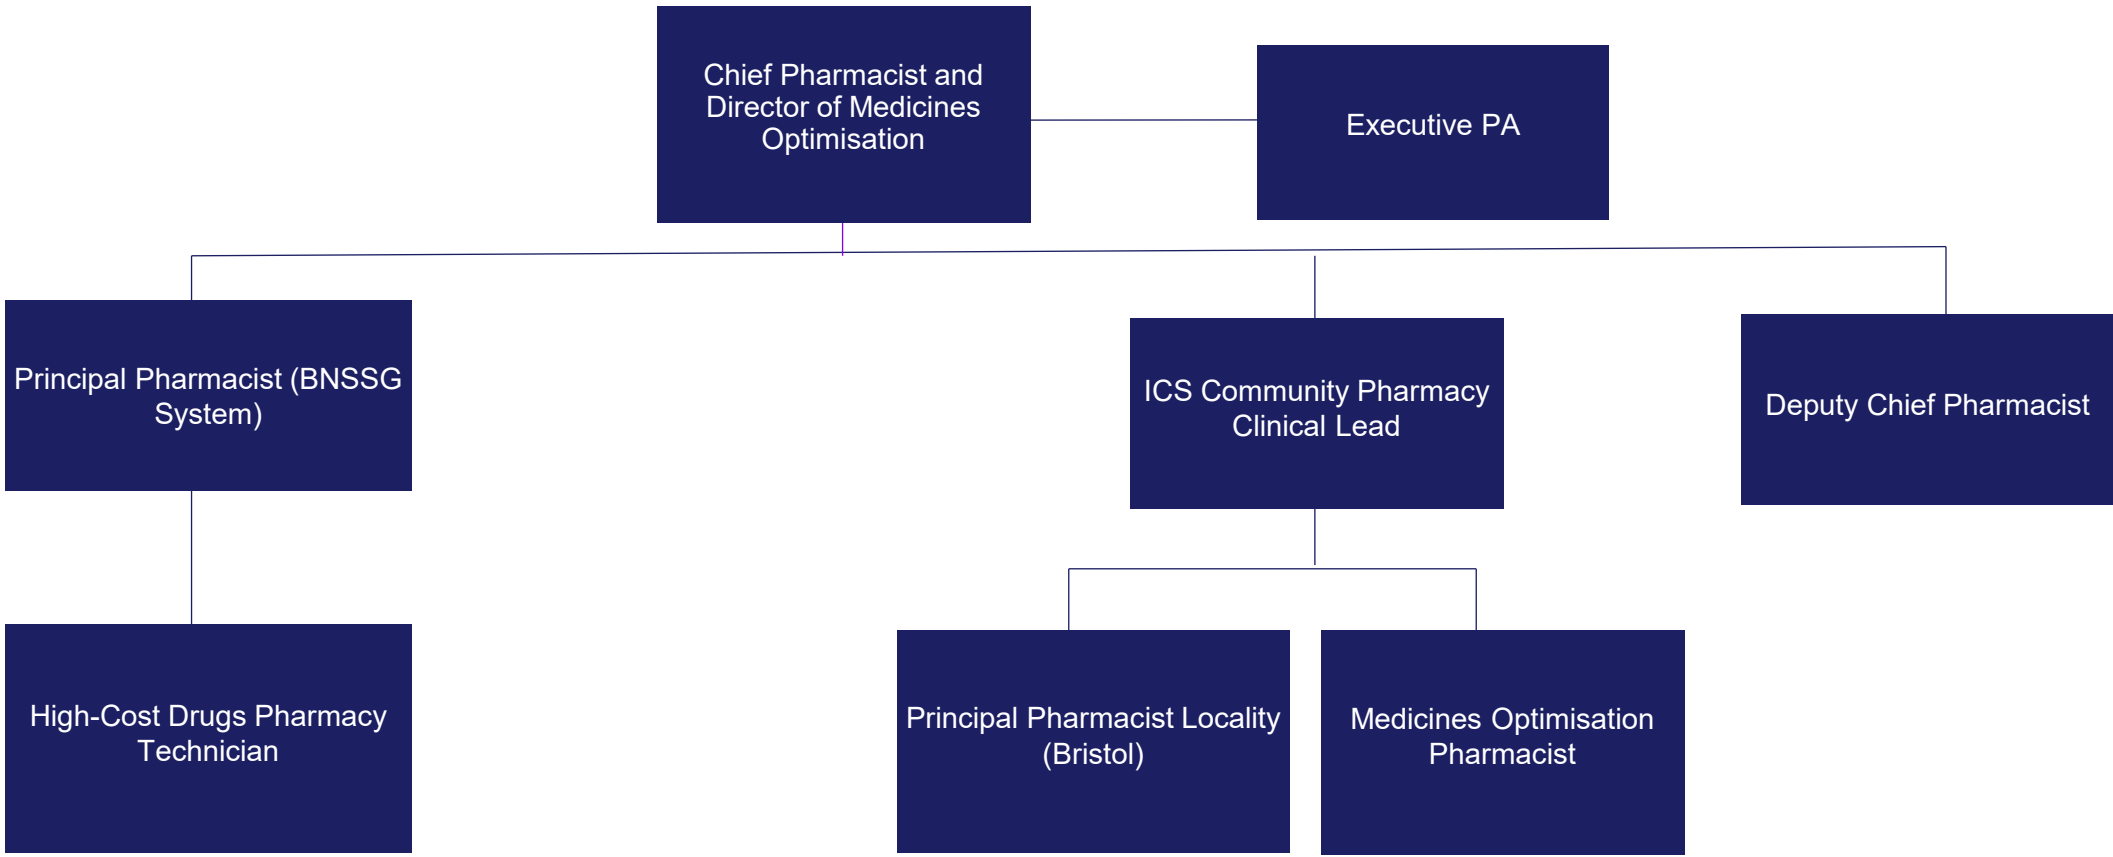 Chief Pharmacist and
Director of Medicines
Optimisation
Executive PA
Principal Pharmacist (BNSSG
System)
ICS Community Pharmacy
Clinical Lead
Deputy Chief Pharmacist
High-Cost Drugs Pharmacy
Technician
Principal Pharmacist Locality
(Bristol)
Medicines Optimisation
Pharmacist